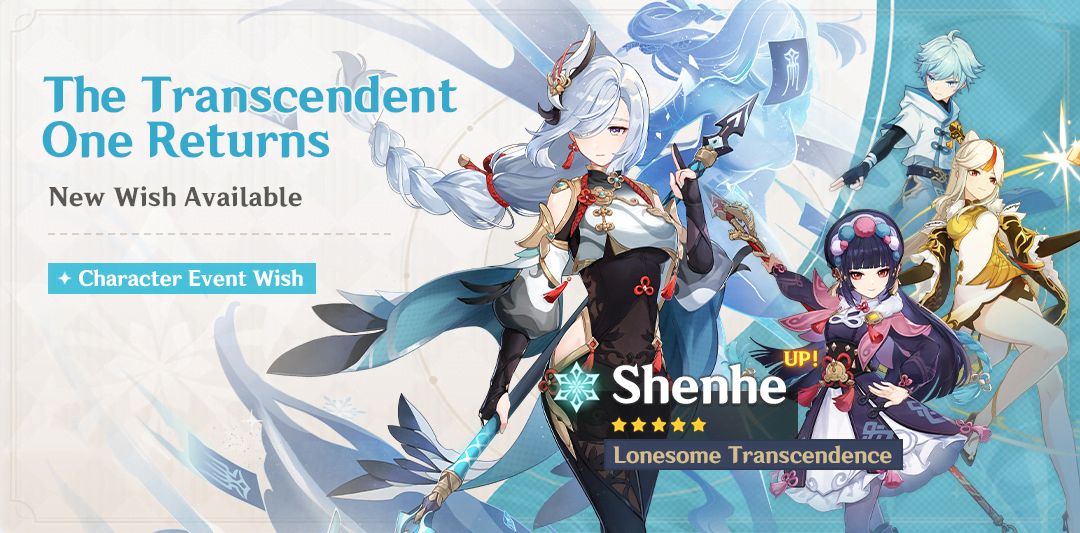 The Transcendent
One Returns
New Wish Available
Character Event Wish
UP!
Shenhe
Lonesome Transcendence